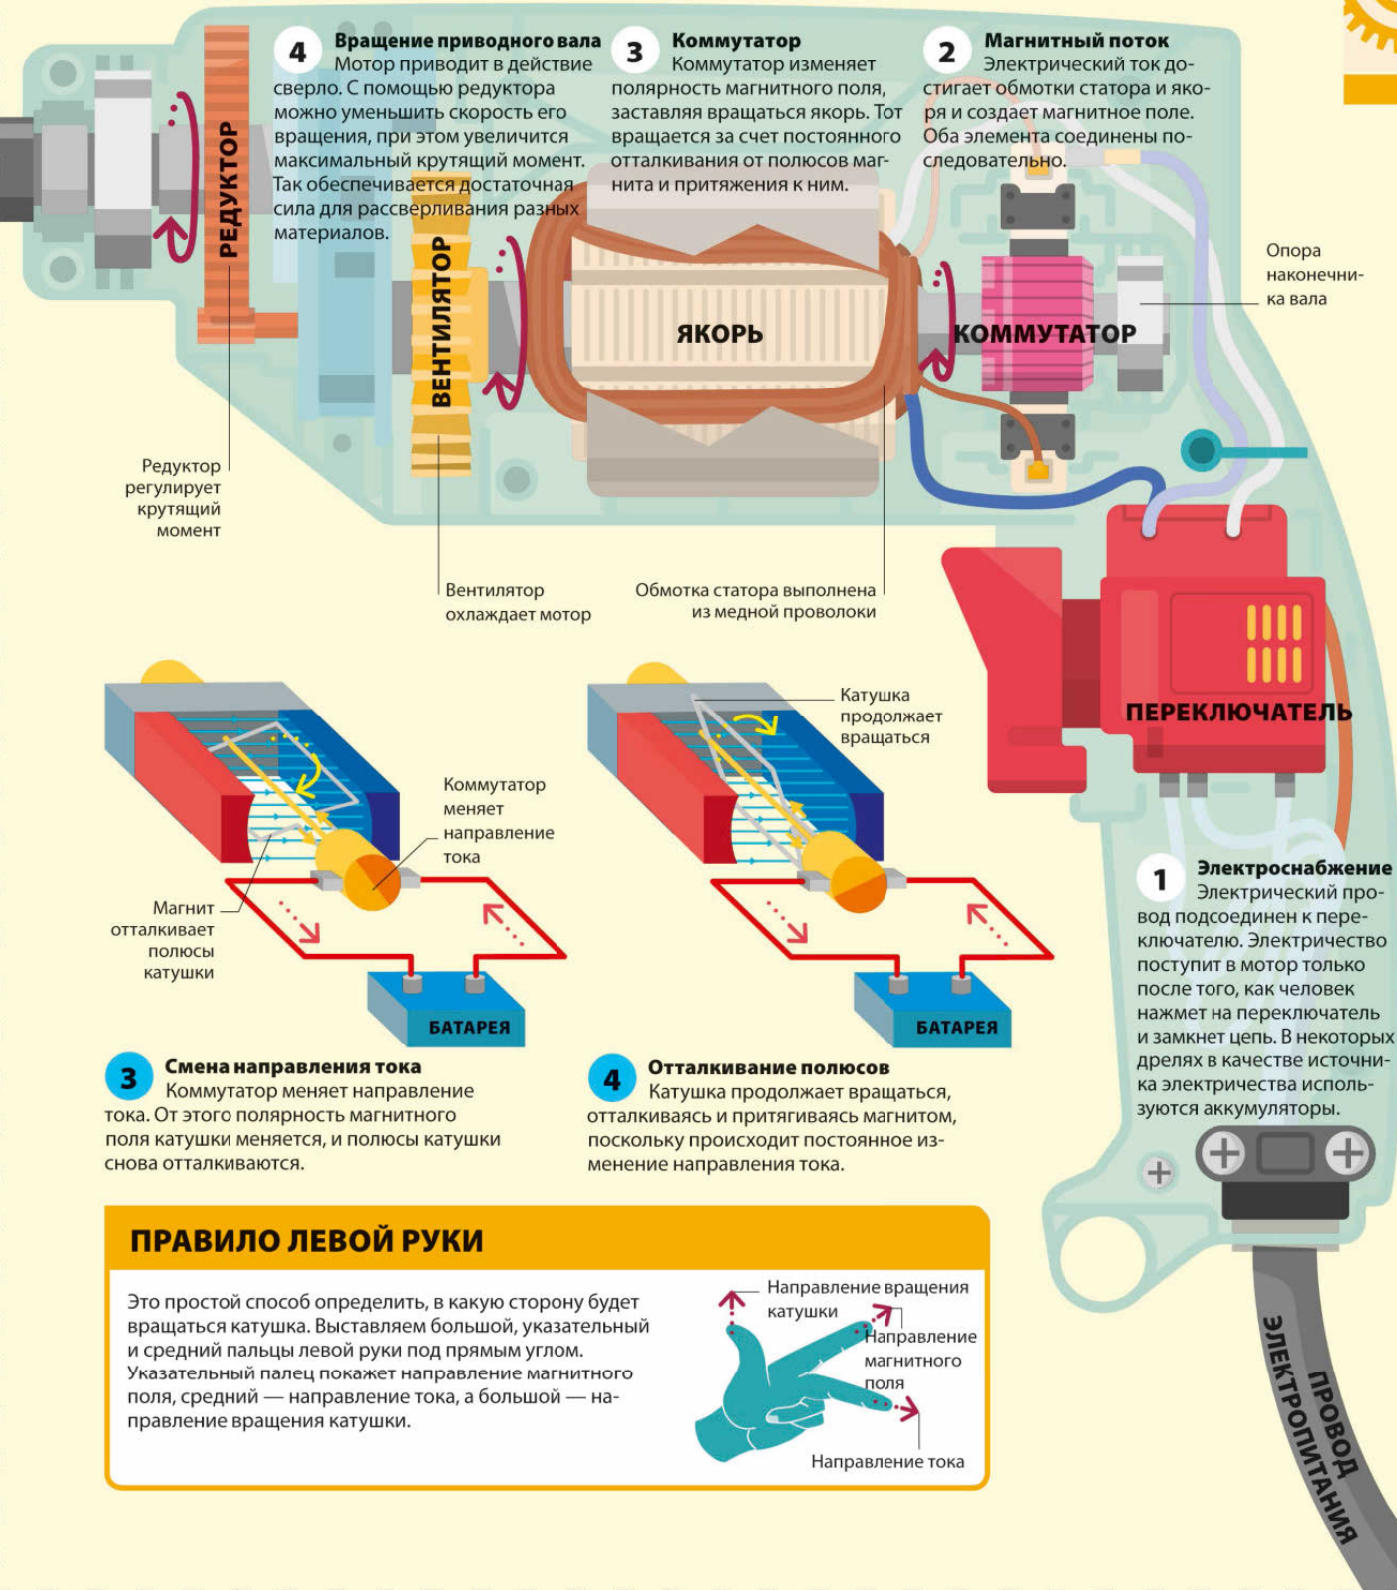 4
Вращение приводного вала
Мотор приводит в действие
сверло. С помощью редуктора
можно уменьшить скорость его
вращения, при этом увеличится
максимальный крутящий момент.
Так обеспечивается достаточная
сила для рассверливания разных
материалов.
3
Коммутатор
Коммутатор изменяет
полярность магнитного поля,
заставляя вращаться якорь. Тот
вращается за счет постоянного
отталкивания от полюсов маг-
нита и притяжения к ним.
2
Магнитный поток
Электрический ток до-
стигает обмотки статора и яко-
ря и создает магнитное поле.
Оба элемента соединены по-
следовательно.
РЕДУКТОР
ВЕНТИЛЯТОР
ЯКОРЬ
КОММУТАТОР
Опора
наконечни-
ка вала
Редуктор
регулирует
крутящий
момент
Вентилятор
охлаждает мотор
Обмотка статора выполнена
из медной проволоки
ПЕРЕКЛЮЧАТЕЛЬ
Коммутатор
меняет
направление
тока
Магнит
отталкивает
полюсы
катушки
БАТАРЕЯ
Катушка
продолжает
вращаться
БАТАРЕЯ
1
Электроснабжение
Электрический про-
вод подсоединен к пере-
ключателю. Электричество
поступит в мотор только
после того, как человек
нажмет на переключатель
и замкнет цепь. В некоторых
дрелях в качестве источни-
ка электричества исполь-
зуются аккумуляторы.
3
Смена направления тока
Коммутатор меняет направление
тока. От этого полярность магнитного
поля катушки меняется, и полюсы катушки
снова отталкиваются.
4
Отталкивание полюсов
Катушка продолжает вращаться,
отталкиваясь и притягиваясь магнитом,
поскольку происходит постоянное из-
менение направления тока.
ПРАВИЛО ЛЕВОЙ РУКИ
Это простой способ определить, в какую сторону будет
вращаться катушка. Выставляем большой, указательный
и средний пальцы левой руки под прямым углом.
Указательный палец покажет направление магнитного
поля, средний — направление тока, а большой — на-
правление вращения катушки.
Направление вращения
катушки
Направление
магнитного
поля
Направление тока
ПРОВОД
ЭЛЕКТРОПИТАНИЯ